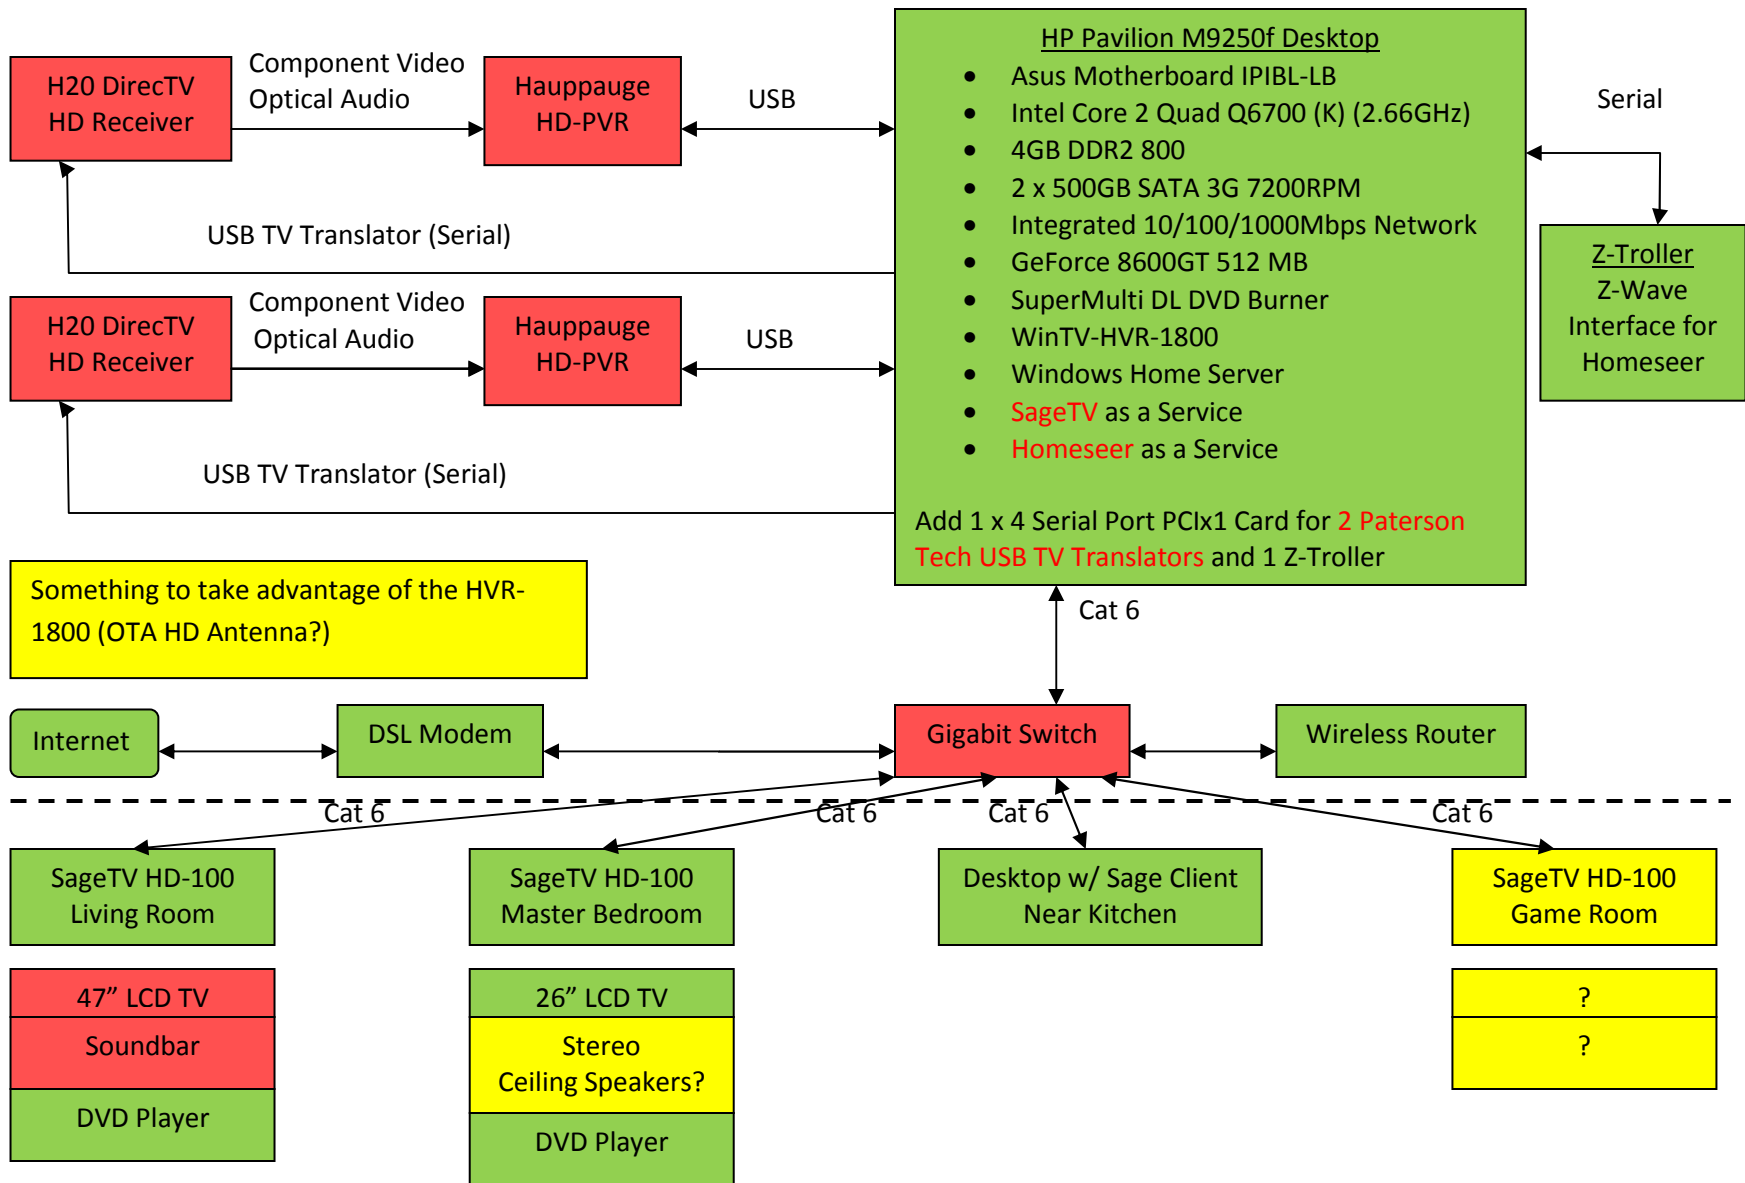 H20 DirecTV
HD Receiver
Component Video
Optical Audio
Hauppauge
HD-PVR
USB
USB TV Translator (Serial)
H20 DirecTV
HD Receiver
Component Video
Optical Audio
Hauppauge
HD-PVR
USB
USB TV Translator (Serial)
HP Pavilion M9250f Desktop
• Asus Motherboard IPIBL-LB
• Intel Core 2 Quad Q6700 (K) (2.66GHz)
• 4GB DDR2 800
• 2 x 500GB SATA 3G 7200RPM
• Integrated 10/100/1000Mbps Network
• GeForce 8600GT 512 MB
• SuperMulti DL DVD Burner
• WinTV-HVR-1800
• Windows Home Server
• SageTV as a Service
• Homeseer as a Service
Add 1 x 4 Serial Port PCIx1 Card for 2 Paterson
Tech USB TV Translators and 1 Z-Troller
Serial
Z-Troller
Z-Wave
Interface for
Homeseer
Something to take advantage of the HVR-
1800 (OTA HD Antenna?)
Cat 6
Internet
DSL Modem
Gigabit Switch
Wireless Router
Cat 6
Cat 6
Cat 6
Cat 6
SageTV HD-100
Living Room
SageTV HD-100
Master Bedroom
Desktop w/ Sage Client
Near Kitchen
SageTV HD-100
Game Room
47” LCD TV
Soundbar
DVD Player
26” LCD TV
Stereo
Ceiling Speakers?
DVD Player
?
?